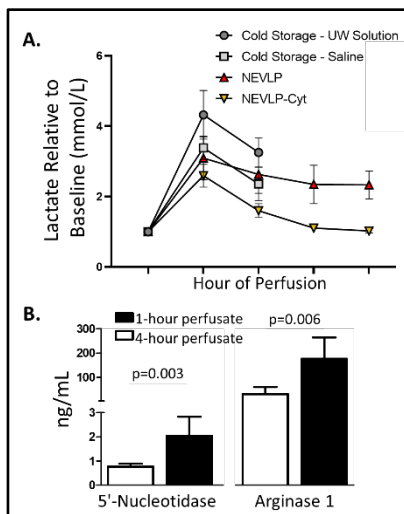 A.
Cold Storage - UW Solution
Cold Storage - Saline
NEVLP
NEVLP-Cyt
Lactate Relative to
Baseline (mmol/L)
6
4
2
0
Hour of Perfusion
B.
1-hour perfusate
4-hour perfusate
p=0.003
p=0.006
ng/mL
300
200
100
3
2
1
0
5'-Nucleotidase
Arginase 1